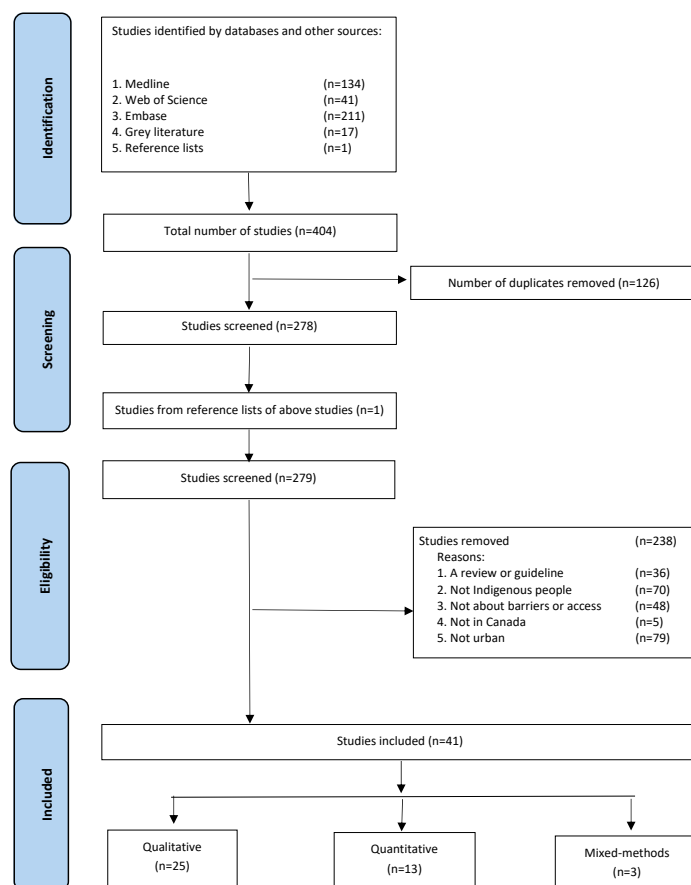 Identification
Studies identified by databases and other sources:
1. Medline (n=134)
2. Web of Science (n=41)
3. Embase (n=211)
4. Grey literature (n=17)
5. Reference lists (n=1)
Total number of studies (n=404)
Screening
Number of duplicates removed (n=126)
Studies screened (n=278)
Studies from reference lists of above studies (n=1)
Eligibility
Studies screened (n=279)
Studies removed (n=238)
Reasons:
1. A review or guideline (n=36)
2. Not Indigenous people (n=70)
3. Not about barriers or access (n=48)
4. Not in Canada (n=5)
5. Not urban (n=79)
Included
Studies included (n=41)
Qualitative
(n=25)
Quantitative
(n=13)
Mixed-methods
(n=3)